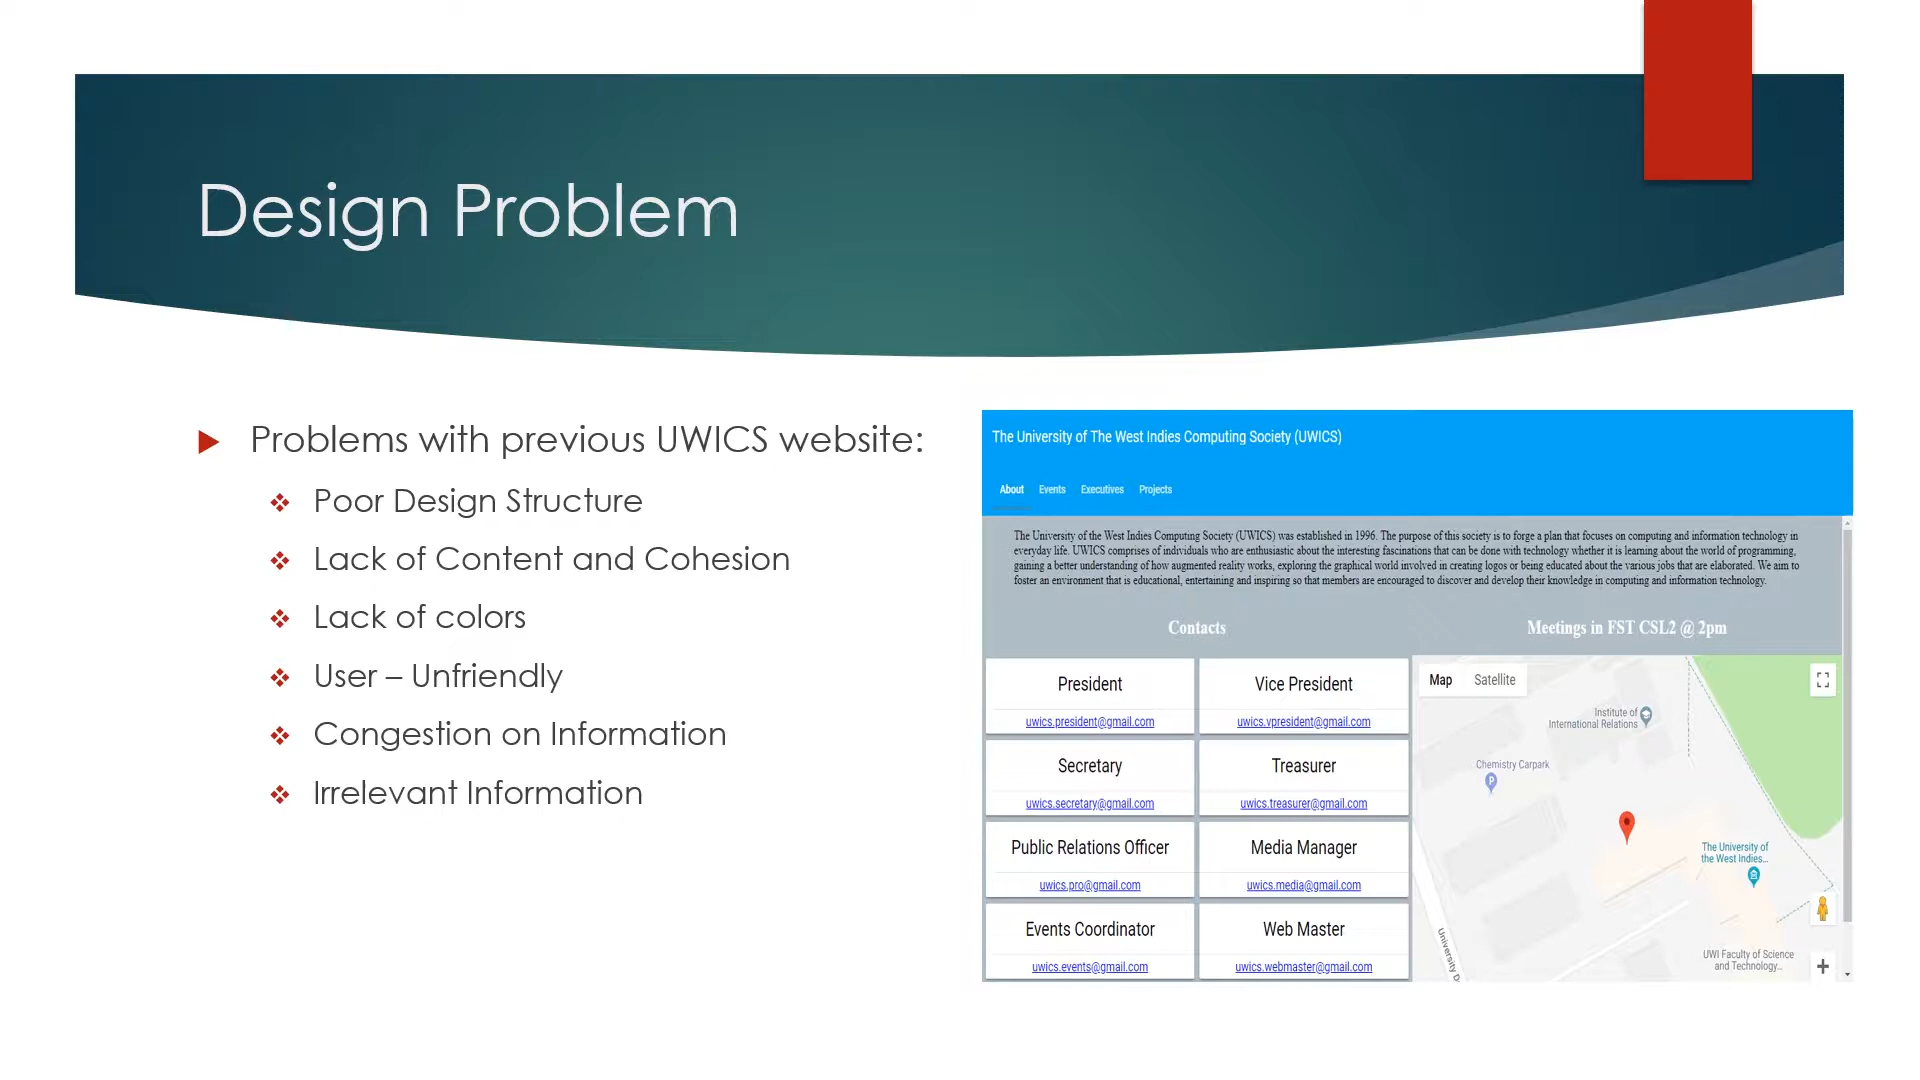 Design Problem
Problems with previous UWICS website:
Poor Design Structure
Lack of Content and Cohesion
Lack of colors
User – Unfriendly
Congestion on Information
Irrelevant Information
The University of The West Indies Computing Society (UWICS)
About Events Executives Projects
The University of the West Indies Computing Society (UWICS) was established in 1996. The purpose of this society is to forge a plan that focuses on computing and information technology in
everyday life. UWICS comprises of individuals who are enthusiastic about the interesting fascinations that can be done with technology whether it is learning about the world of programming,
gaining a better understanding of how augmented reality works, exploring the graphical world involved in creating logos or being educated about the various jobs that are elaborated. We aim to
foster an environment that is educational, entertaining and inspiring so that members are encouraged to discover and develop their knowledge in computing and information technology.
Contacts
President
uwics.president@gmail.com
Vice President
uwics.vpresident@gmail.com
Secretary
uwics.secretary@gmail.com
Treasurer
uwics.treasurer@gmail.com
Public Relations Officer
uwics.pro@gmail.com
Media Manager
uwics.media@gmail.com
Events Coordinator
uwics.events@gmail.com
Web Master
uwics.webmaster@gmail.com
Meetings in FST CSL2 @ 2pm
Map Satellite
Institute of
International Relations
Chemistry Carpark
P
The University of
the West Indies...
University D
UWI Faculty of Science
and Technology...